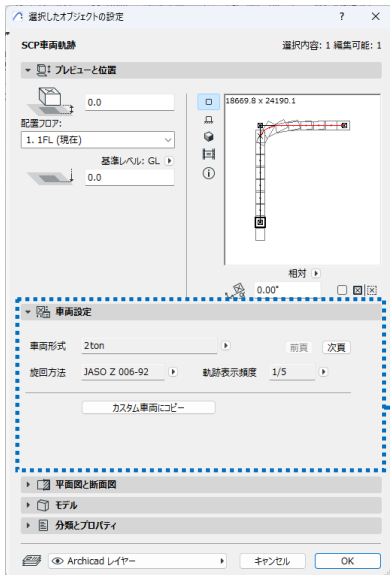 選択したオブジェクトの設定
SCP車両軌跡 選択内容: 1 編集可能: 1
プレビューと位置
0.0
配置フロア:
1. 1FL (現在)
基準レベル: GL
0.0
18669.8 x 24190.1
相対
0.00°
車両設定
車両形式 2ton 前頁 次頁
旋回方法 JASO Z 006-92 軌跡表示頻度 1/5
カスタム車両にコピー
平面図と断面図
モデル
分類とプロパティ
Archicad レイヤー キャンセル OK